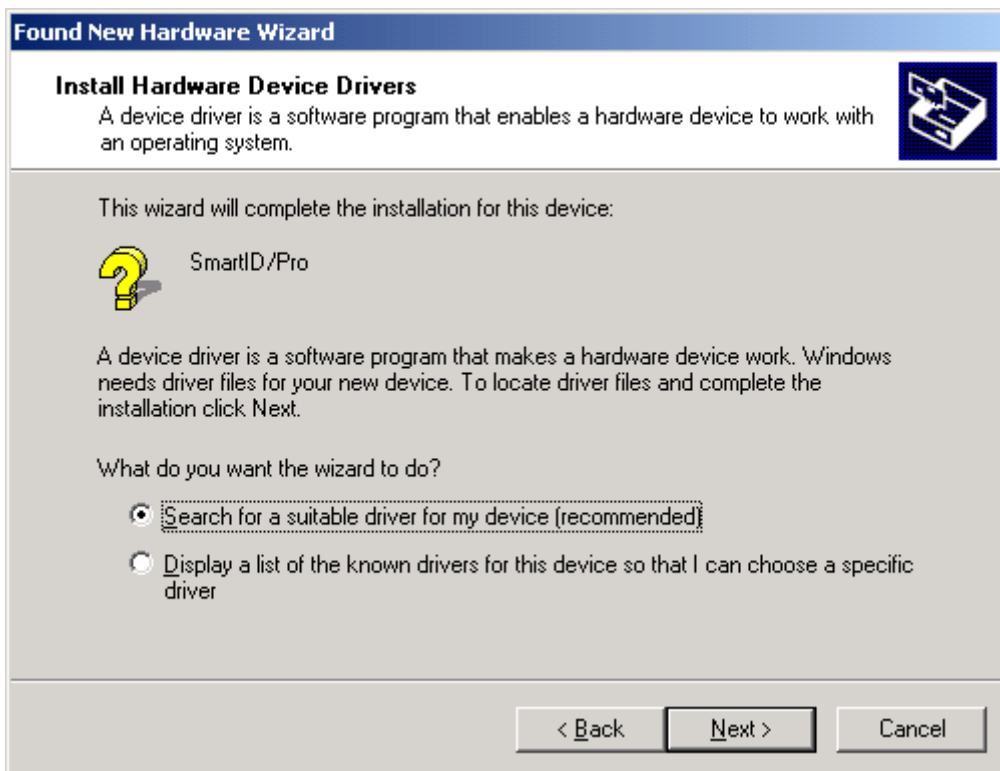 Found New Hardware Wizard
Install Hardware Device Drivers
A device driver is a software program that enables a hardware device to work with
an operating system.
This wizard will complete the installation for this device:
SmartID/Pro
A device driver is a software program that makes a hardware device work. Windows
needs driver files for your new device. To locate driver files and complete the
installation click Next.
What do you want the wizard to do?
Search for a suitable driver for my device (recommended)
Display a list of the known drivers for this device so that I can choose a specific
driver
< Back
Next >
Cancel